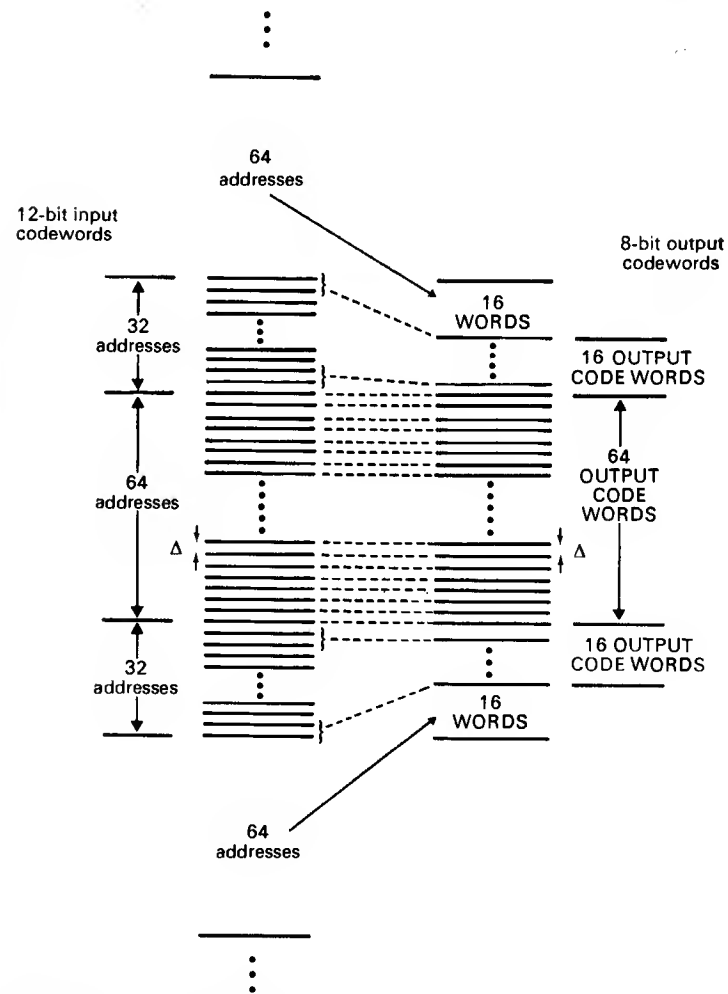 64
addresses
12-bit input
codewords
8-bit output
codewords
32
addresses
16
WORDS
16 OUTPUT
CODE WORDS
64
addresses
64
OUTPUT
CODE
WORDS
Δ
Δ
32
addresses
16 OUTPUT
CODE WORDS
16
WORDS
64
addresses